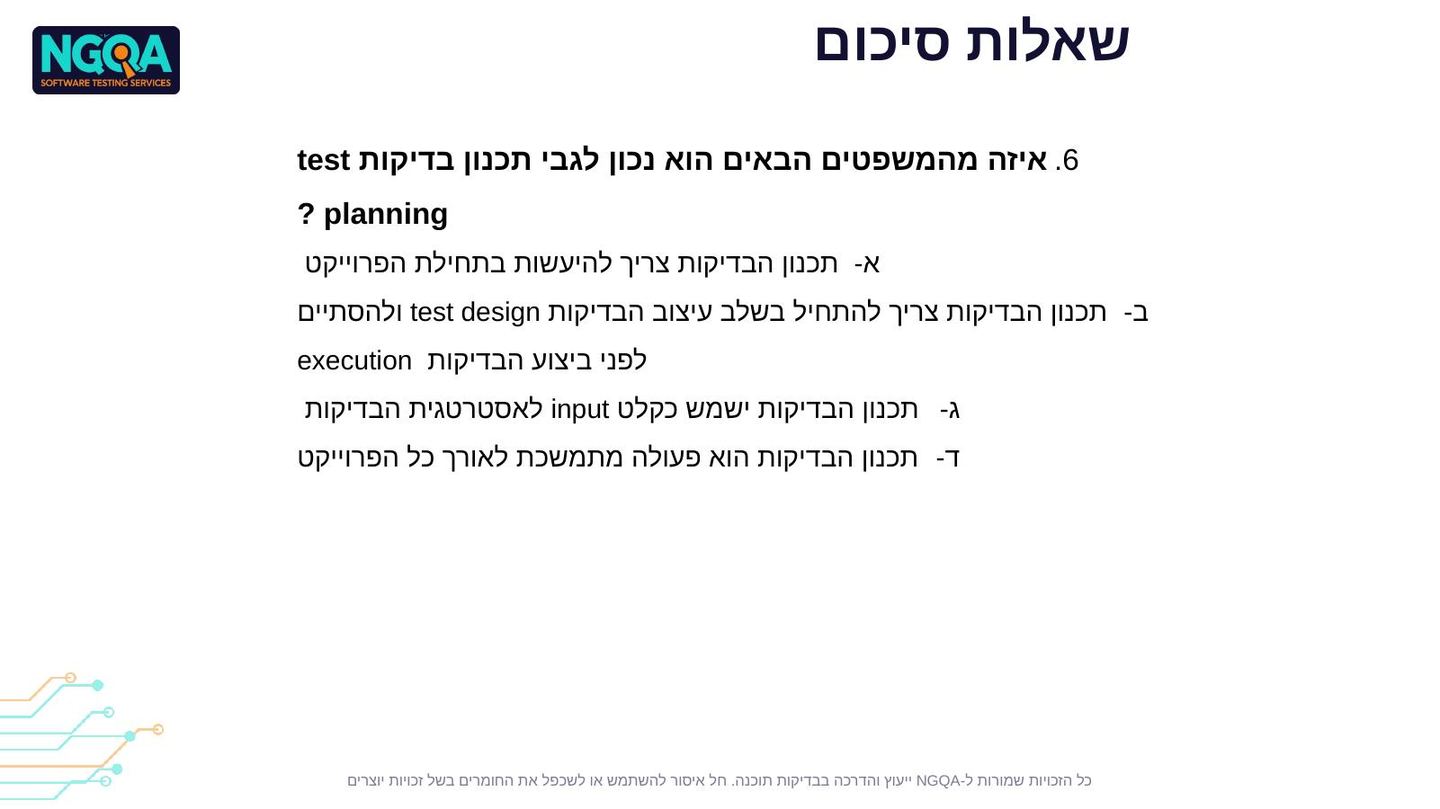 NGQA
SOFTWARE TESTING SERVICES
שאלות סיכום
6. איזה מהמשפטים הבאים הוא נכון לגבי תכנון בדיקות test
planning ?
א- תכנון הבדיקות צריך להיעשות בתחילת הפרוייקט
ב- תכנון הבדיקות צריך להתחיל בשלב עיצוב הבדיקות test design ולהסתיים
לפני ביצוע הבדיקות execution
ג- תכנון הבדיקות ישמש כקלט input לאסטרטגית הבדיקות
ד- תכנון הבדיקות הוא פעולה מתמשכת לאורך כל הפרוייקט
כל הזכויות שמורות ל-NGQA ייעוץ והדרכה בבדיקות תוכנה. חל איסור להשתמש או לשכפל את החומרים בשל זכויות יוצרים